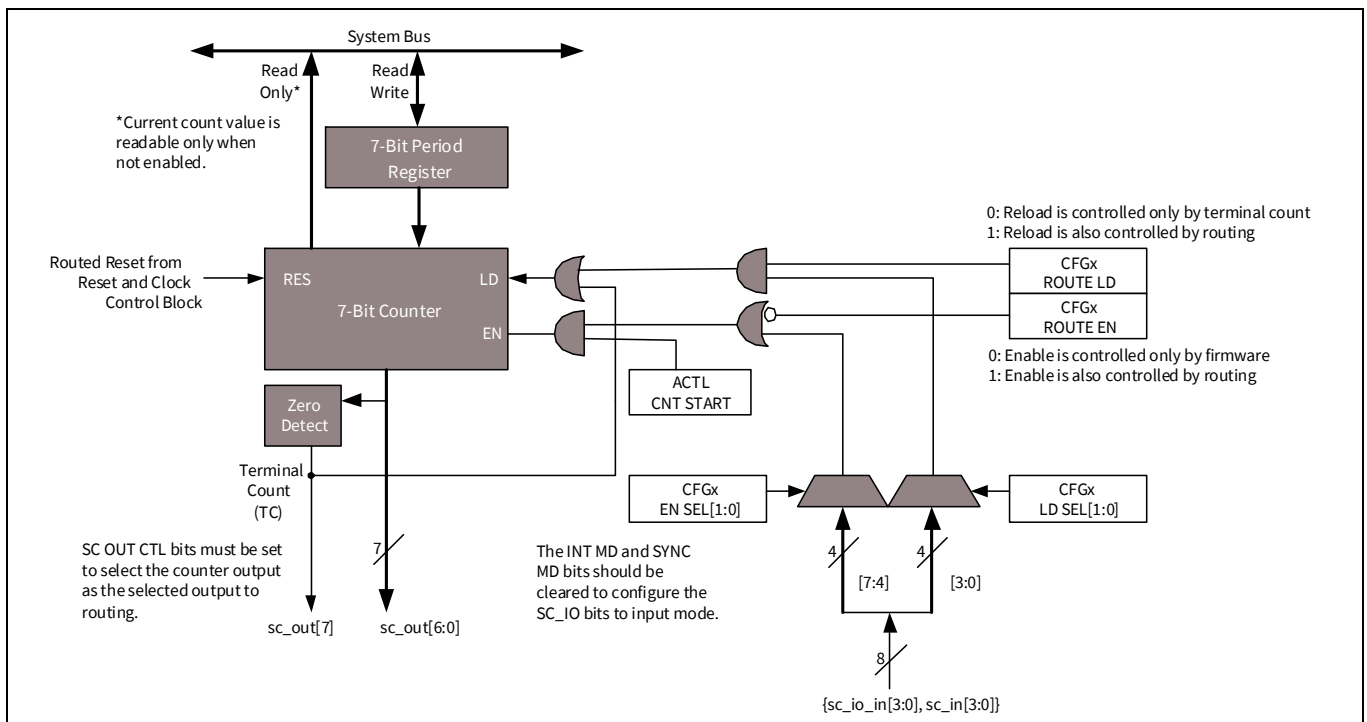 System Bus
Read
Only*
Read
Write
*Current count value is
readable only when
not enabled.
7-Bit Period
Register
0: Reload is controlled only by terminal count
1: Reload is also controlled by routing
Routed Reset from
Reset and Clock
Control Block
RES
LD
7-Bit Counter
EN
CFGx
ROUTE LD
CFGx
ROUTE EN
0: Enable is controlled only by firmware
1: Enable is also controlled by routing
ACTL
CNT START
Zero
Detect
Terminal
Count
(TC)
CFGx
EN SEL[1:0]
CFGx
LD SEL[1:0]
SC OUT CTL bits must be set
to select the counter output
as the selected output to
routing.
7
The INT MD and SYNC
MD bits should be
cleared to configure the
SC_IO bits to input mode.
4
4
[7:4]
[3:0]
sc_out[7]
sc_out[6:0]
8
{sc_io_in[3:0], sc_in[3:0]}